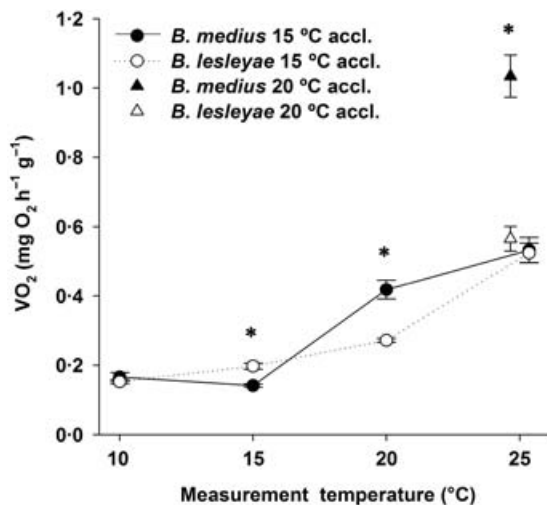 B. medius 15 ºC accl.
B. lesleyae 15 ºC accl.
B. medius 20 ºC accl.
B. lesleyae 20 ºC accl.
*
*
*
VO₂ (mg O₂ h⁻¹ g⁻¹)
1·2
1·0
0·8
0·6
0·4
0·2
0·0
10 15 20 25
Measurement temperature (°C)